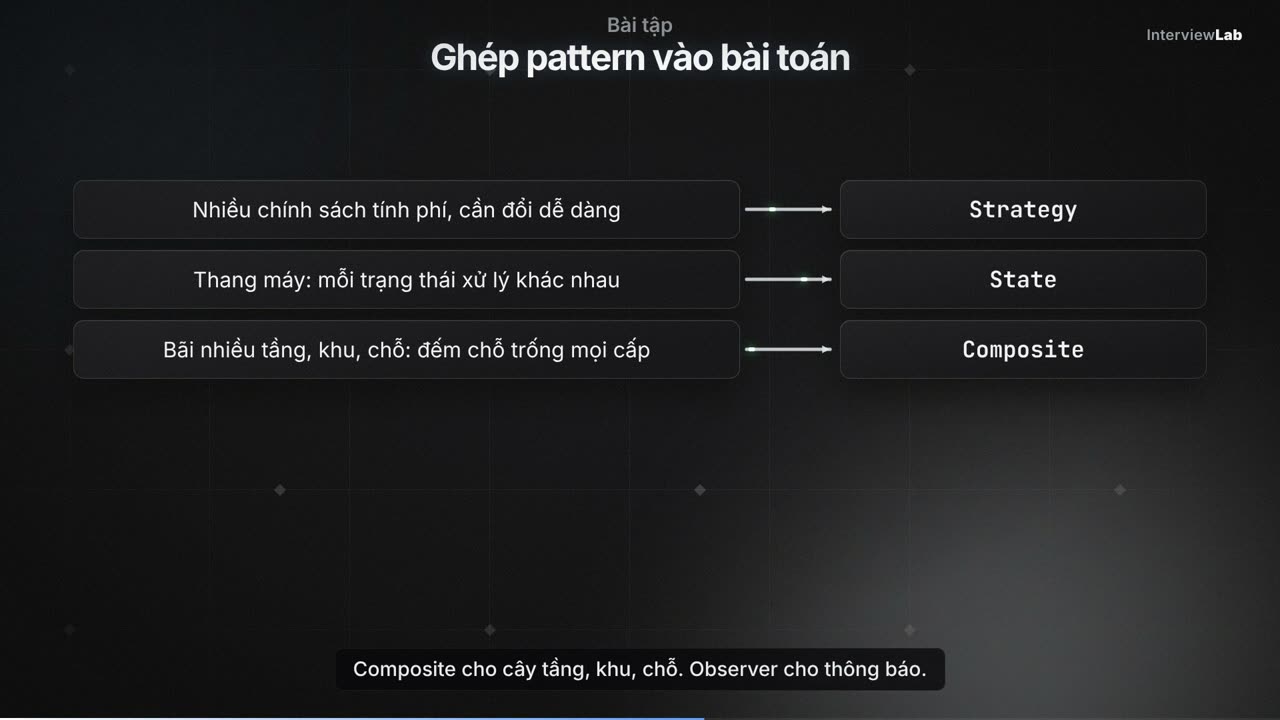 Bài tập
Ghép pattern vào bài toán
InterviewLab
Nhiều chính sách tính phí, cần đổi dễ dàng
Strategy
Thang máy: mỗi trạng thái xử lý khác nhau
State
Bãi nhiều tầng, khu, chỗ: đếm chỗ trống mọi cấp
Composite
Composite cho cây tầng, khu, chỗ. Observer cho thông báo.